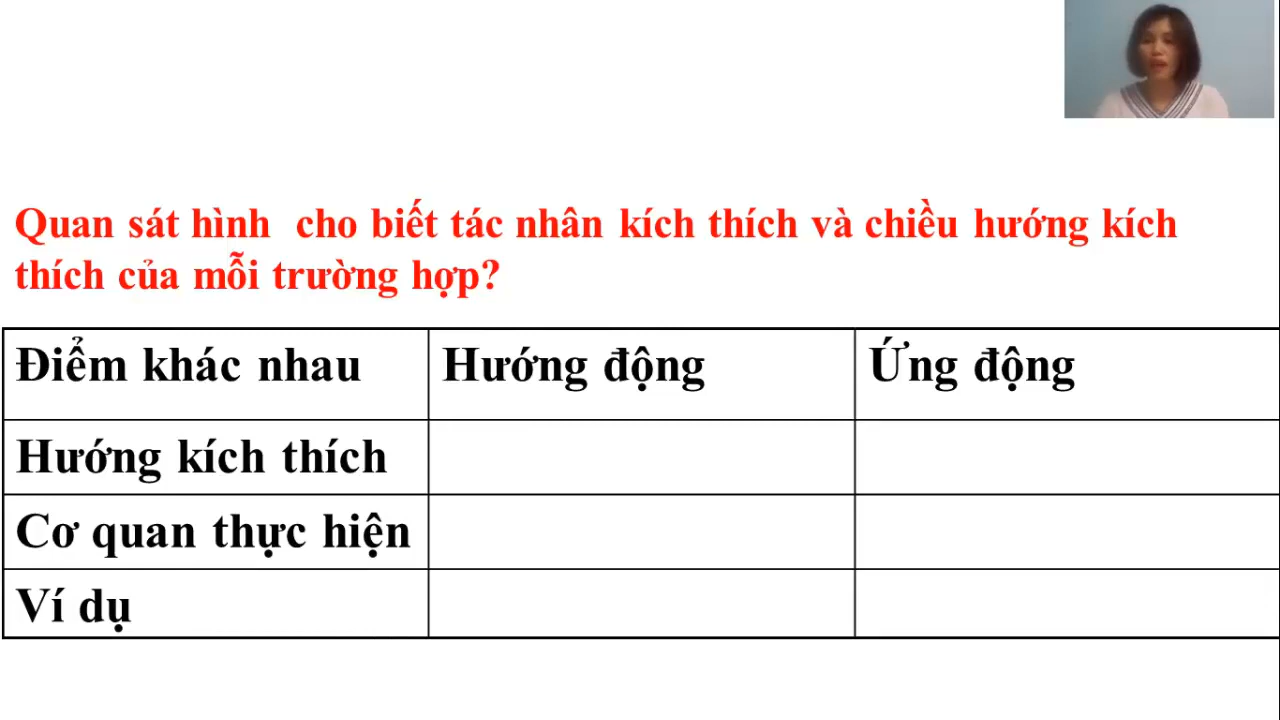 Quan sát hình cho biết tác nhân kích thích và chiều hướng kích
thích của mỗi trường hợp?
Điểm khác nhau Hướng động Ứng động
Hướng kích thích
Cơ quan thực hiện
Ví dụ